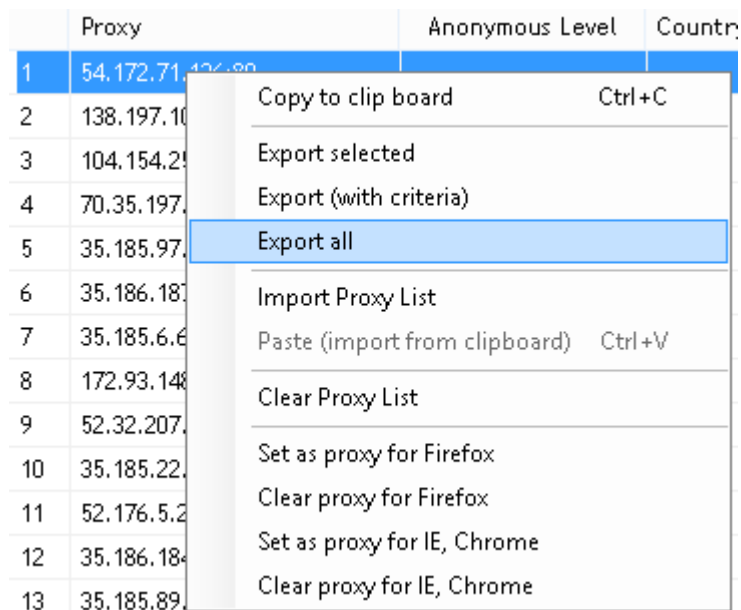 Proxy Anonymous Level Country
1 54.172.71.
Copy to clip board Ctrl+C
2 138.197.10
3 104.154.2
Export selected
4 70.35.197.
Export (with criteria)
5 35.185.97.
Export all
6 35.186.187
Import Proxy List
7 35.185.6.6
Paste (import from clipboard) Ctrl+V
8 172.93.148
Clear Proxy List
9 52.32.207.
10 35.185.22.
Set as proxy for Firefox
11 52.176.5.2
Clear proxy for Firefox
12 35.186.184
Set as proxy for IE, Chrome
13 35.185.89.
Clear proxy for IE, Chrome